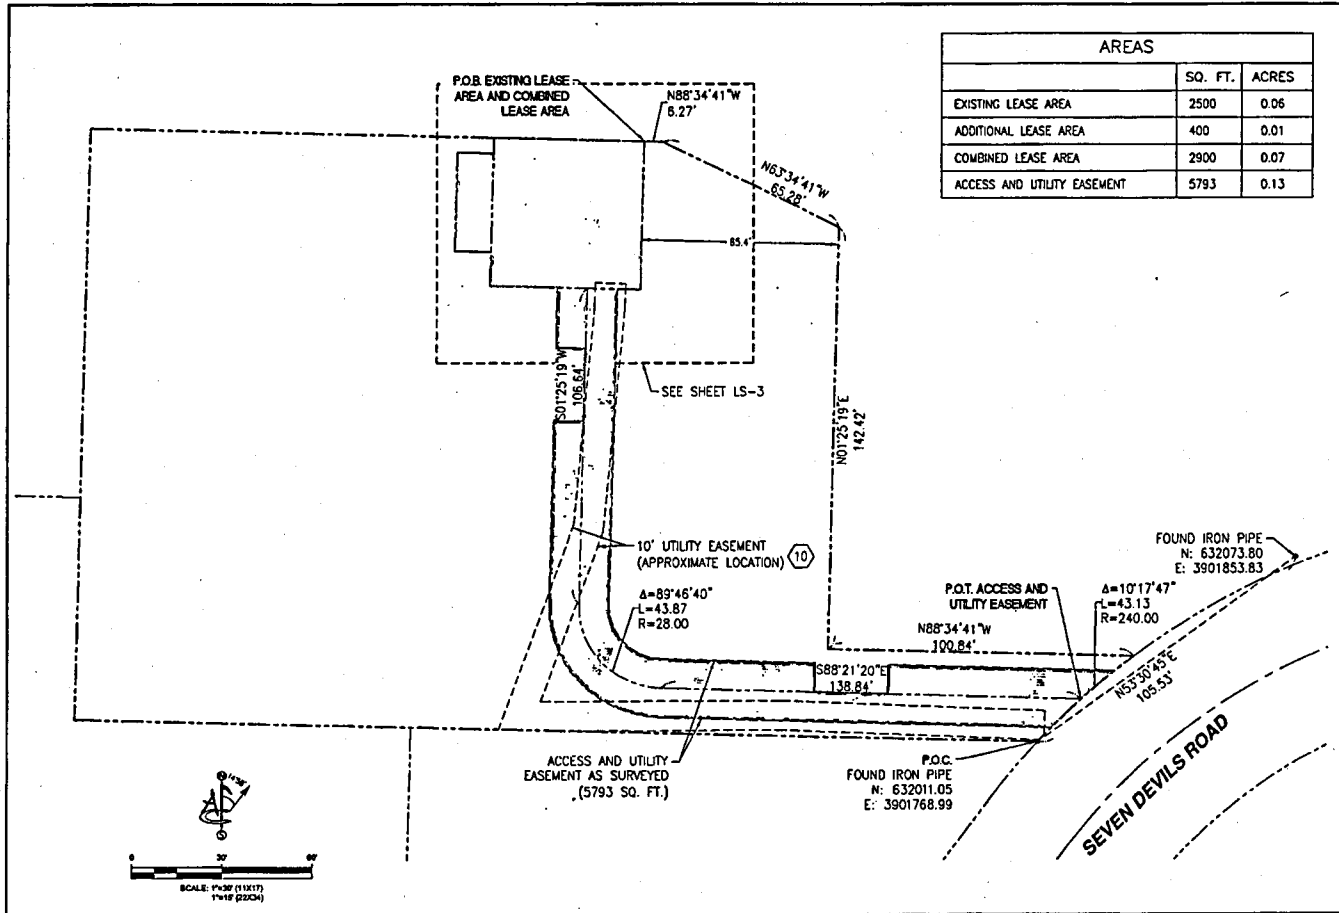 AREAS
SQ. FT. ACRES
EXISTING LEASE AREA 2500 0.06
ADDITIONAL LEASE AREA 400 0.01
COMBINED LEASE AREA 2900 0.07
ACCESS AND UTILITY EASEMENT 5793 0.13
P.O.B. EXISTING LEASE
AREA AND COMBINED
LEASE AREA
N88°34'41"W
6.27'
N63°34'41"W
65.28'
65.4'
SEE SHEET LS-3
S01°25'19"W
106.64'
N01°25'19"E
142.42'
10' UTILITY EASEMENT
(APPROXIMATE LOCATION) 10
Δ=89°46'40"
L=43.87
R=28.00
FOUND IRON PIPE
N: 632073.80
E: 3901853.83
P.O.T. ACCESS AND
UTILITY EASEMENT
Δ=10°17'47"
L=43.13
R=240.00
N88°34'41"W
100.84'
S88°21'20"E
138.84'
N53°30'45"E
105.53'
ACCESS AND UTILITY
EASEMENT AS SURVEYED
(5793 SQ. FT.)
P.O.C.
FOUND IRON PIPE
N: 632011.05
E: 3901768.99
SEVEN DEVILS ROAD
N
S
0 30' 60'
SCALE: 1"=30' (11X17)
1"=15' (22X34)